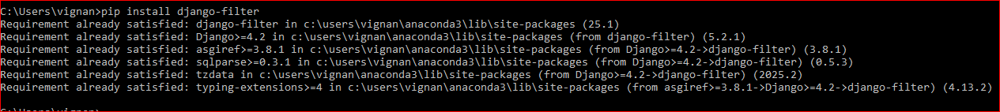 C:\Users\vignan>pip install django-filter
Requirement already satisfied: django-filter in c:\users\vignan\anaconda3\lib\site-packages (25.1)
Requirement already satisfied: Django>=4.2 in c:\users\vignan\anaconda3\lib\site-packages (from django-filter) (5.2.1)
Requirement already satisfied: asgiref>=3.8.1 in c:\users\vignan\anaconda3\lib\site-packages (from Django>=4.2->django-filter) (3.8.1)
Requirement already satisfied: sqlparse>=0.3.1 in c:\users\vignan\anaconda3\lib\site-packages (from Django>=4.2->django-filter) (0.5.3)
Requirement already satisfied: tzdata in c:\users\vignan\anaconda3\lib\site-packages (from Django>=4.2->django-filter) (2025.2)
Requirement already satisfied: typing-extensions>=4 in c:\users\vignan\anaconda3\lib\site-packages (from asgiref>=3.8.1->Django>=4.2->django-filter) (4.13.2)
C:\Users\vignan>